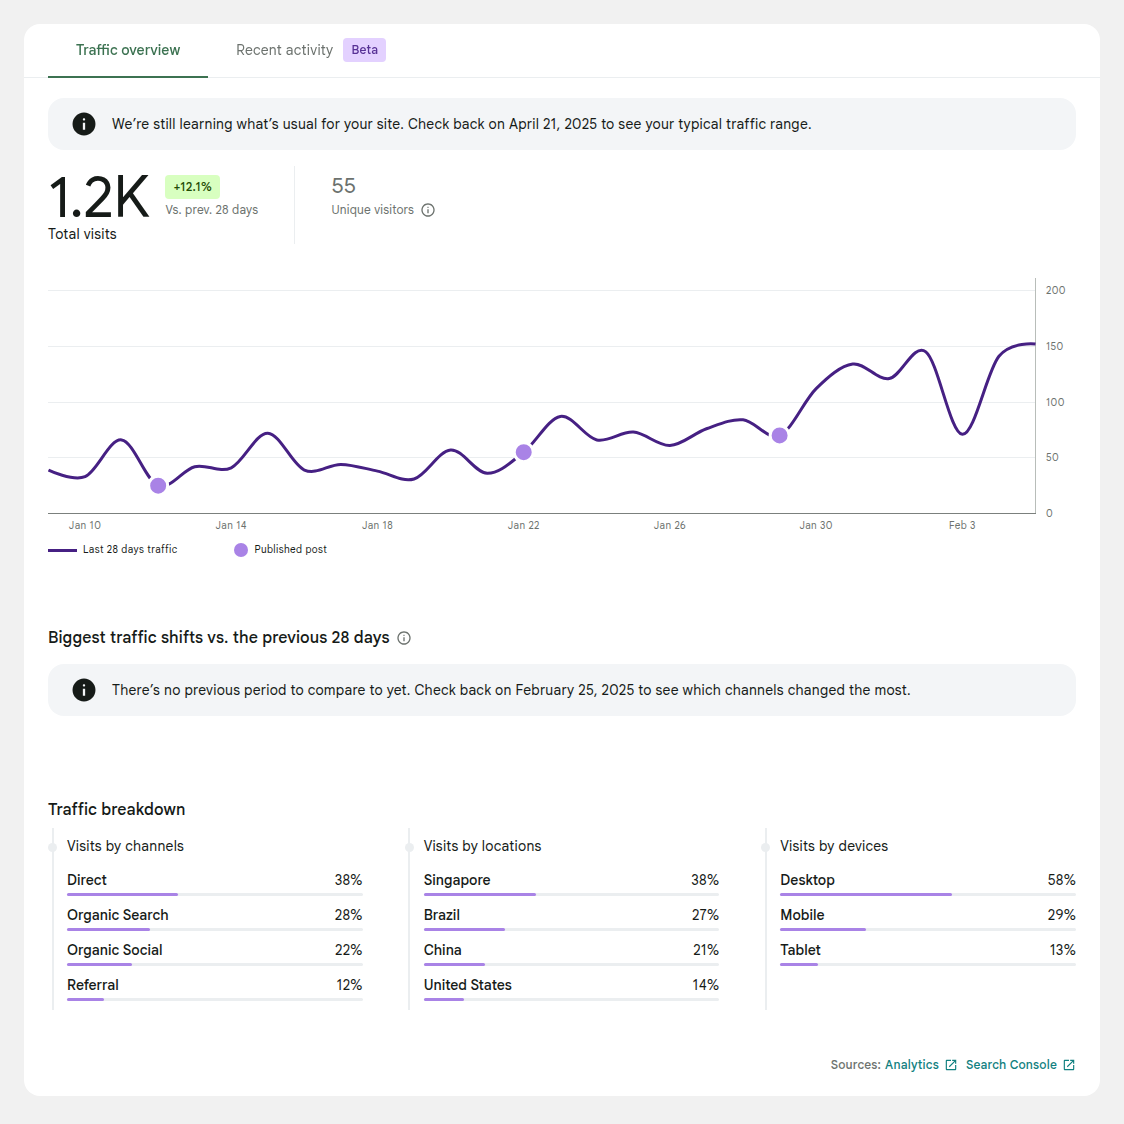 Traffic overview
Recent activity Beta
We’re still learning what’s usual for your site. Check back on April 21, 2025 to see your typical traffic range.
1.2K
+12.1%
Vs. prev. 28 days
Total visits
55
Unique visitors
200
150
100
50
0
Jan 10 Jan 14 Jan 18 Jan 22 Jan 26 Jan 30 Feb 3
Last 28 days traffic Published post
Biggest traffic shifts vs. the previous 28 days
There’s no previous period to compare to yet. Check back on February 25, 2025 to see which channels changed the most.
Traffic breakdown
Visits by channels
Direct 38%
Organic Search 28%
Organic Social 22%
Referral 12%
Visits by locations
Singapore 38%
Brazil 27%
China 21%
United States 14%
Visits by devices
Desktop 58%
Mobile 29%
Tablet 13%
Sources: Analytics Search Console